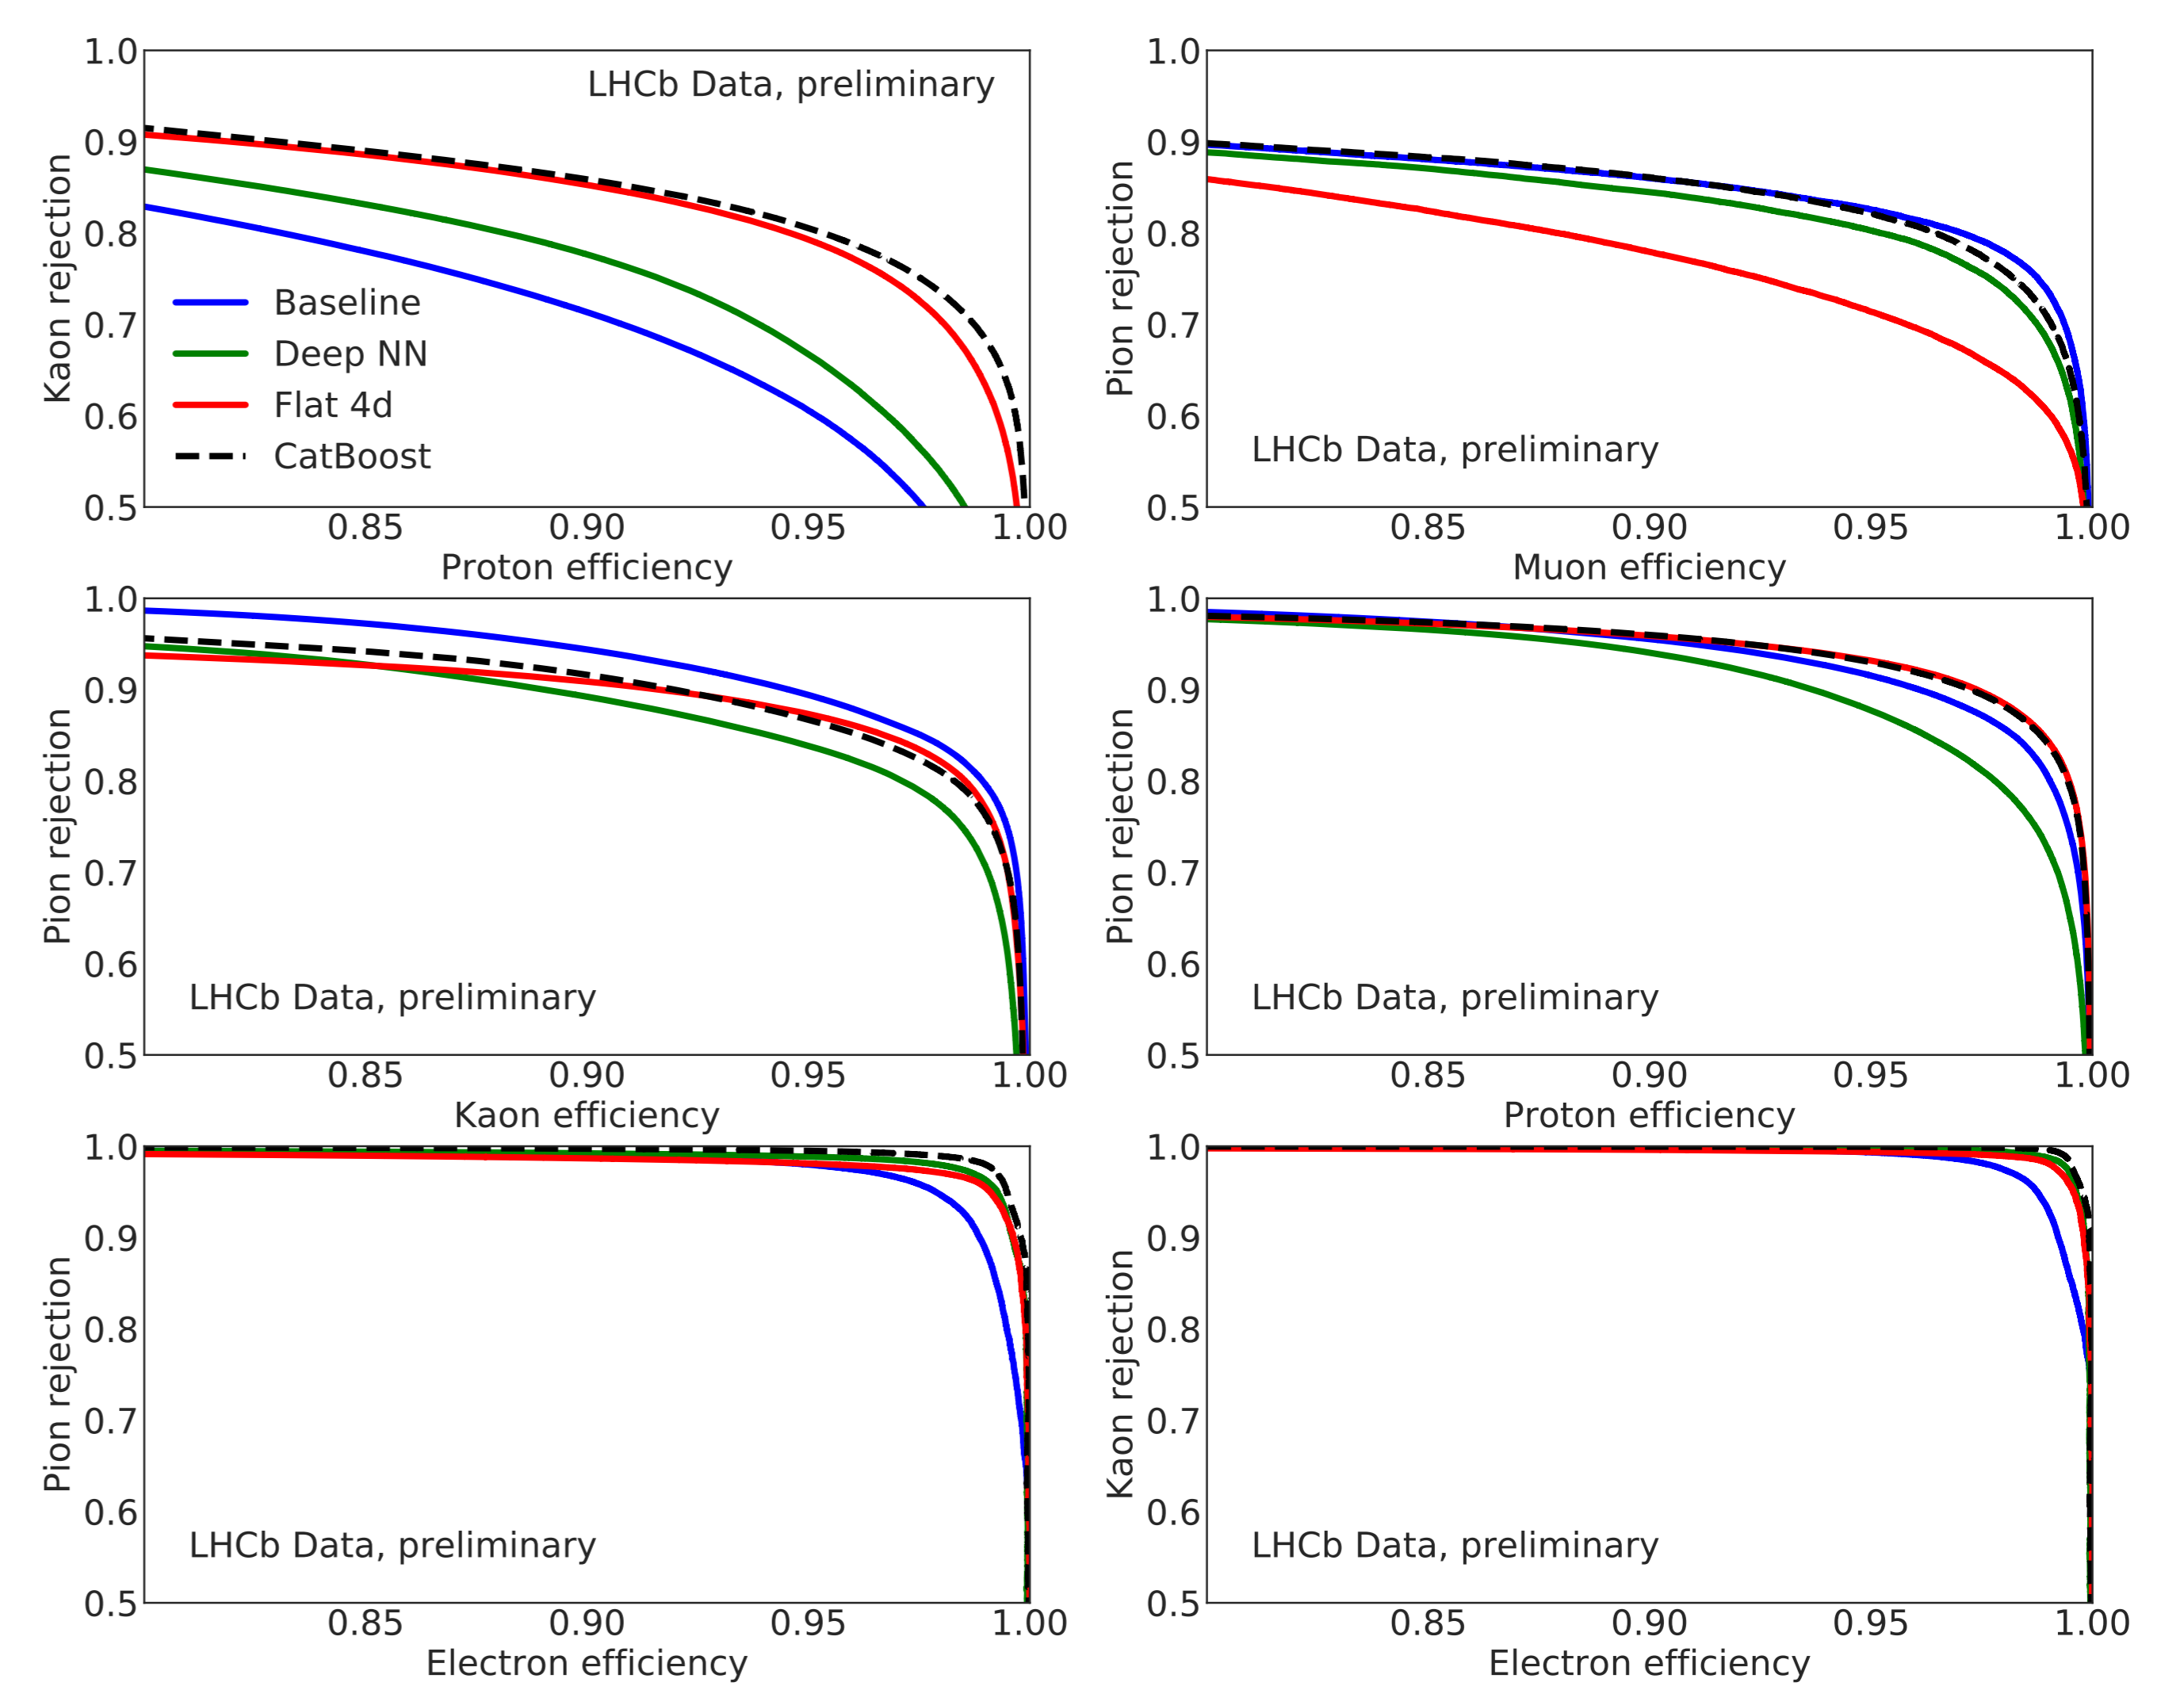 1.0
0.9
0.8
0.7
0.6
0.5
Kaon rejection
LHCb Data, preliminary
Baseline
Deep NN
Flat 4d
CatBoost
0.85 0.90 0.95 1.00
Proton efficiency
1.0
0.9
0.8
0.7
0.6
0.5
Pion rejection
LHCb Data, preliminary
0.85 0.90 0.95 1.00
Muon efficiency
1.0
0.9
0.8
0.7
0.6
0.5
Pion rejection
LHCb Data, preliminary
0.85 0.90 0.95 1.00
Kaon efficiency
1.0
0.9
0.8
0.7
0.6
0.5
Pion rejection
LHCb Data, preliminary
0.85 0.90 0.95 1.00
Proton efficiency
1.0
0.9
0.8
0.7
0.6
0.5
Pion rejection
LHCb Data, preliminary
0.85 0.90 0.95 1.00
Electron efficiency
1.0
0.9
0.8
0.7
0.6
0.5
Kaon rejection
LHCb Data, preliminary
0.85 0.90 0.95 1.00
Electron efficiency